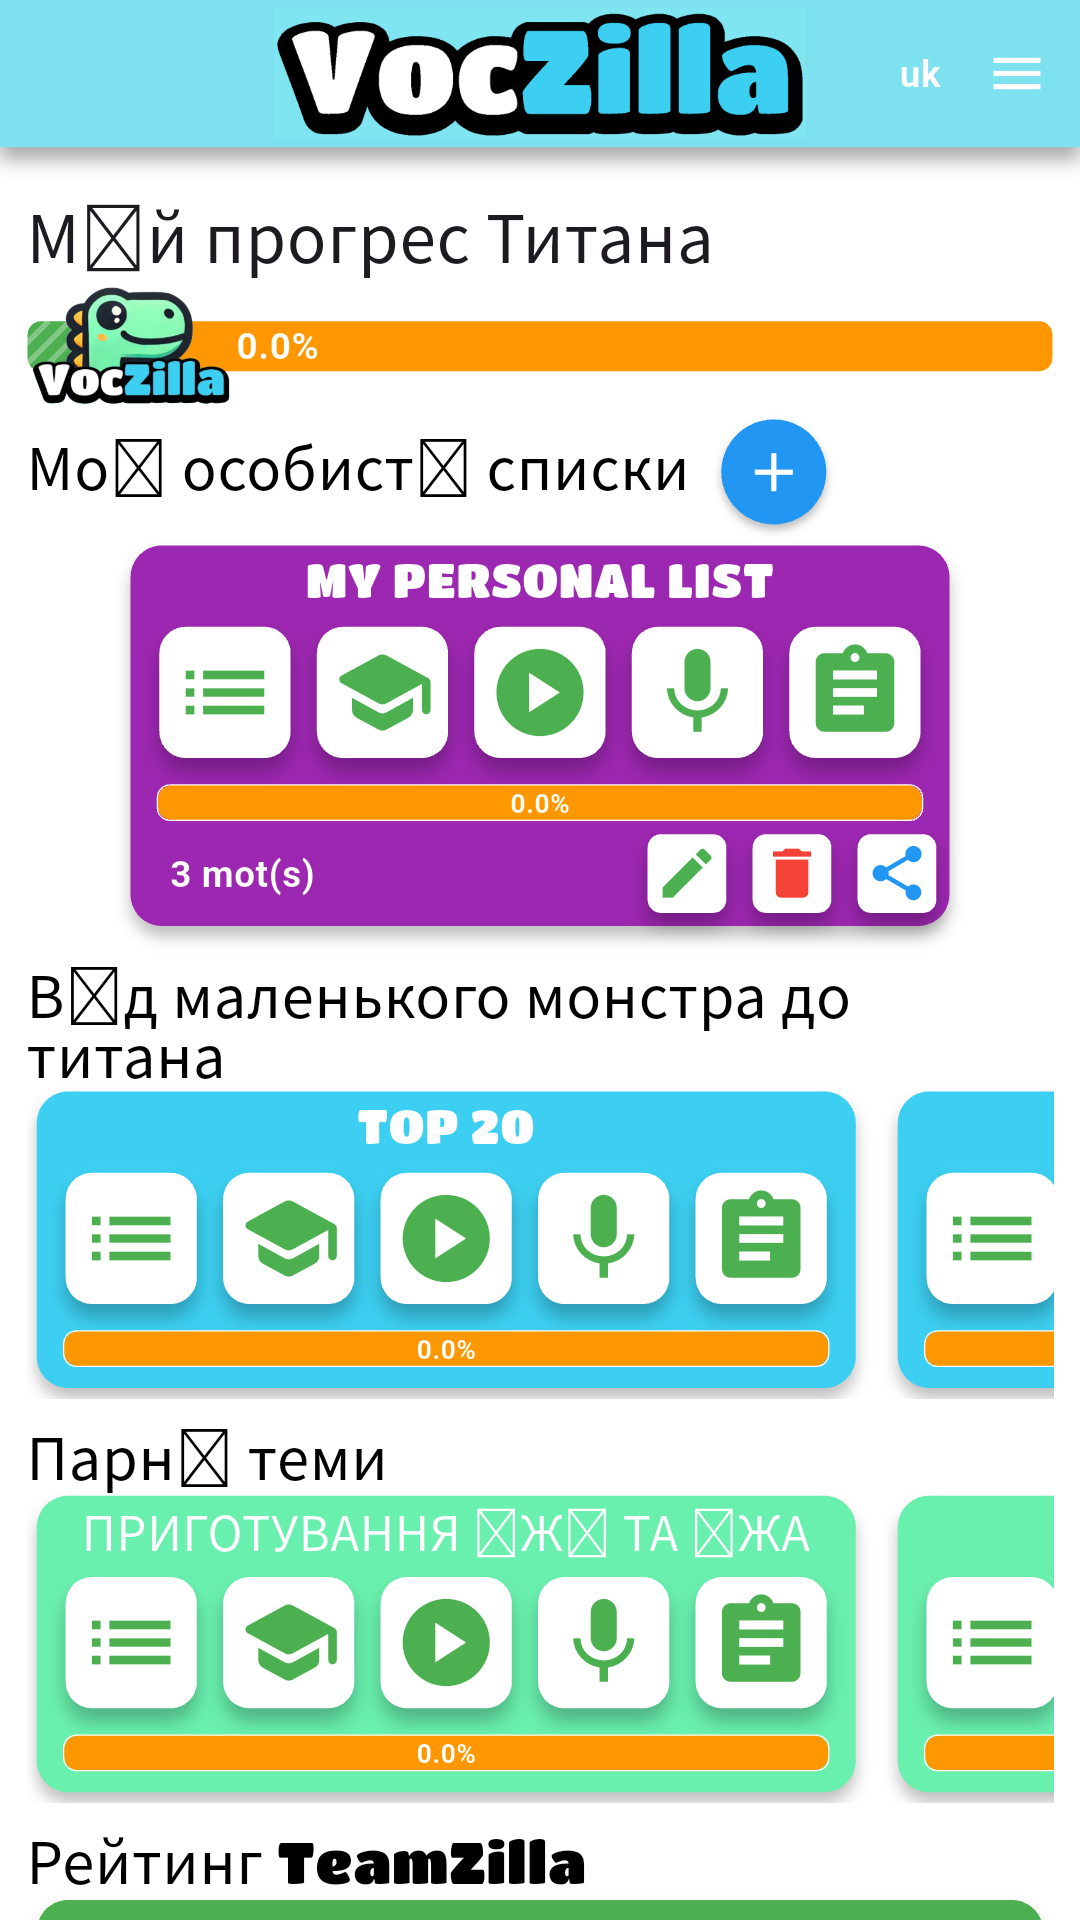 VocZilla
uk
М☒й прогрес Титана
VocZilla
0.0%
Мо☒ особист☒ списки
MY PERSONAL LIST
0.0%
3 mot(s)
В☒д маленького монстра до
титана
TOP 20
0.0%
Парн☒ теми
ПРИГОТУВАННЯ ☒Ж☒ ТА ☒ЖА
0.0%
Рейтинг TeamZilla